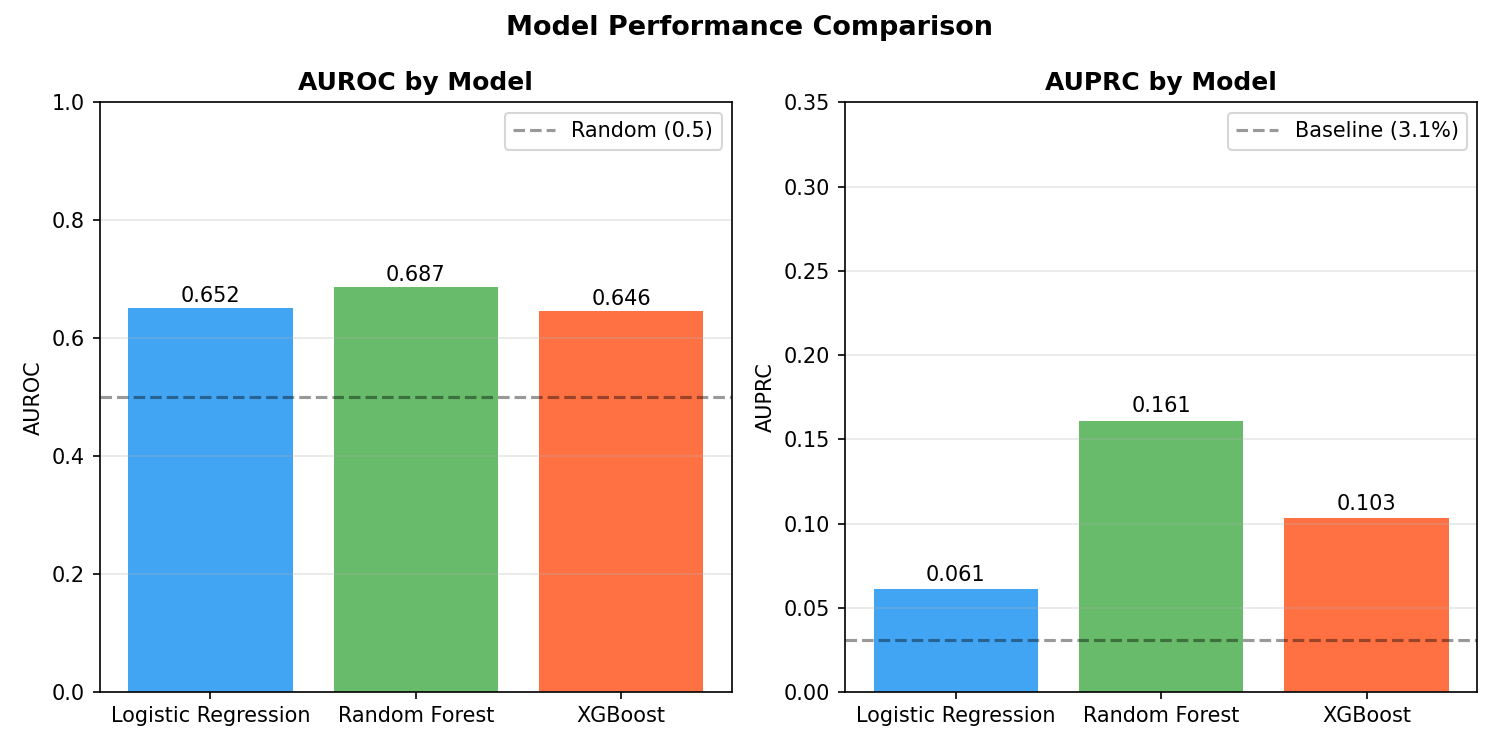 Model Performance Comparison
AUROC by Model
Random (0.5)
1.0
0.8
0.6
0.4
0.2
0.0
AUROC
0.652
0.687
0.646
Logistic Regression
Random Forest
XGBoost
AUPRC by Model
Baseline (3.1%)
0.35
0.30
0.25
0.20
0.15
0.10
0.05
0.00
AUPRC
0.061
0.161
0.103
Logistic Regression
Random Forest
XGBoost